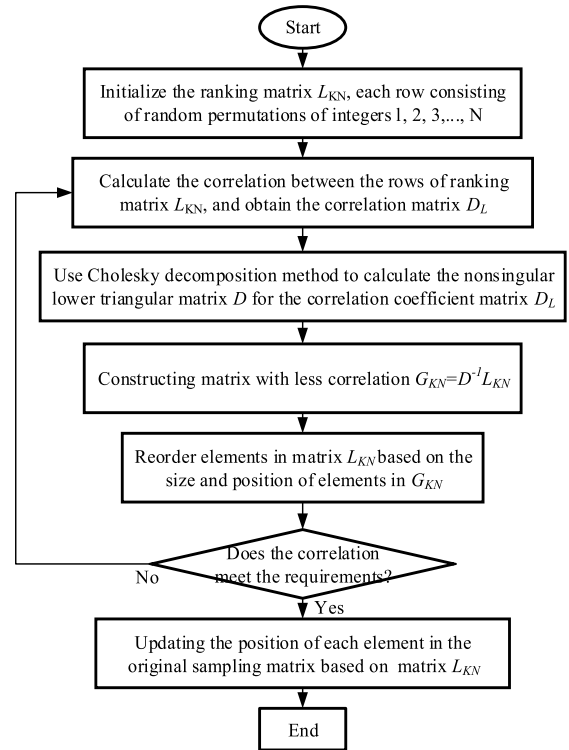 Start
Initialize the ranking matrix L_KN, each row consisting
of random permutations of integers 1, 2, 3,..., N
Calculate the correlation between the rows of ranking
matrix L_KN, and obtain the correlation matrix D_L
Use Cholesky decomposition method to calculate the nonsingular
lower triangular matrix D for the correlation coefficient matrix D_L
Constructing matrix with less correlation G_KN=D^-1L_KN
Reorder elements in matrix L_KN based on the
size and position of elements in G_KN
Does the correlation
meet the requirements?
No
Yes
Updating the position of each element in the
original sampling matrix based on matrix L_KN
End